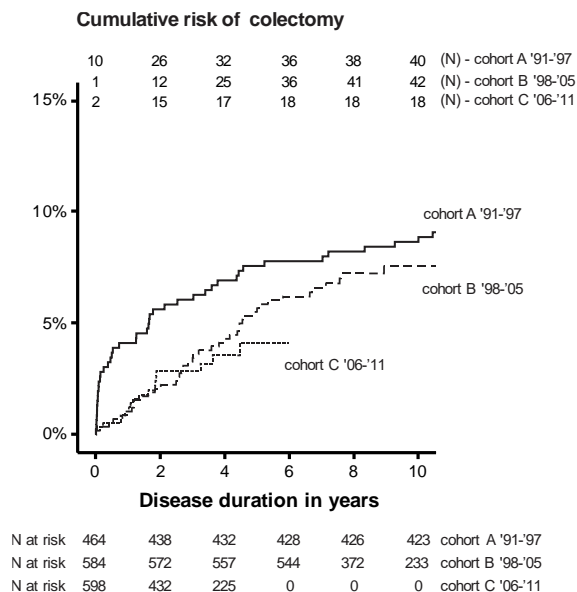 Cumulative risk of colectomy
10 26 32 36 38 40 (N) - cohort A '91-'97
1 12 25 36 41 42 (N) - cohort B '98-'05
2 15 17 18 18 18 (N) - cohort C '06-'11
15%
10%
cohort A '91-'97
cohort B '98-'05
5%
cohort C '06-'11
0%
0 2 4 6 8 10
Disease duration in years
N at risk 464 438 432 428 426 423 cohort A '91-'97
N at risk 584 572 557 544 372 233 cohort B '98-'05
N at risk 598 432 225 0 0 0 cohort C '06-'11